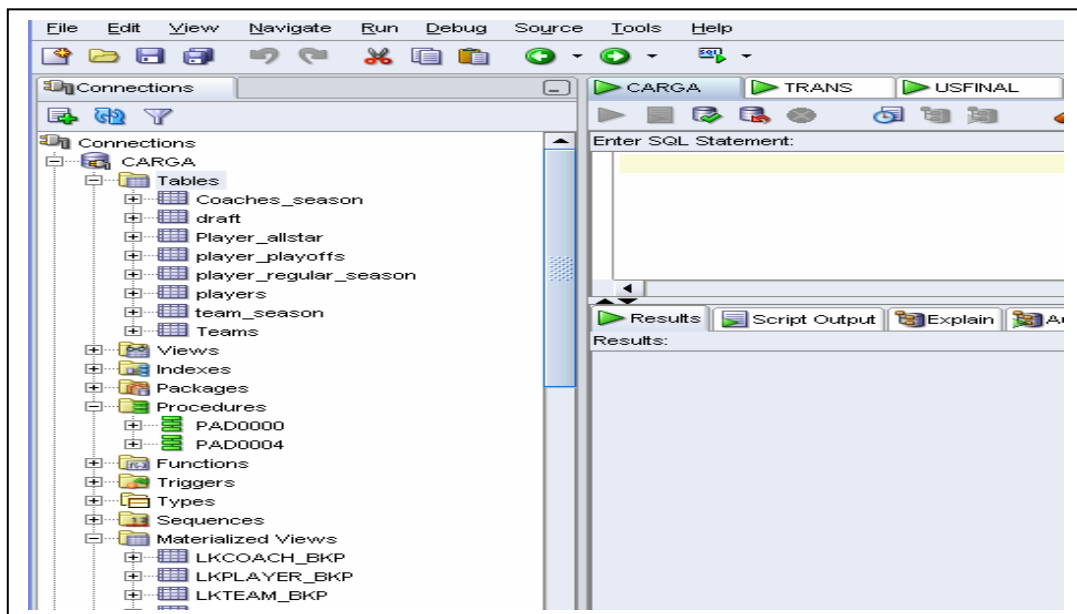 File Edit View Navigate Run Debug Source Tools Help
SQL
Connections
Connections
CARGA
Tables
Coaches_season
draft
Player_allstar
player_playoffs
player_regular_season
players
team_season
Teams
Views
Indexes
Packages
Procedures
PAD0000
PAD0004
Functions
Triggers
Types
Sequences
Materialized Views
LKCOACH_BKP
LKPLAYER_BKP
LKTEAM_BKP
CARGA TRANS USFINAL
Enter SQL Statement:
Results Script Output Explain Au
Results: